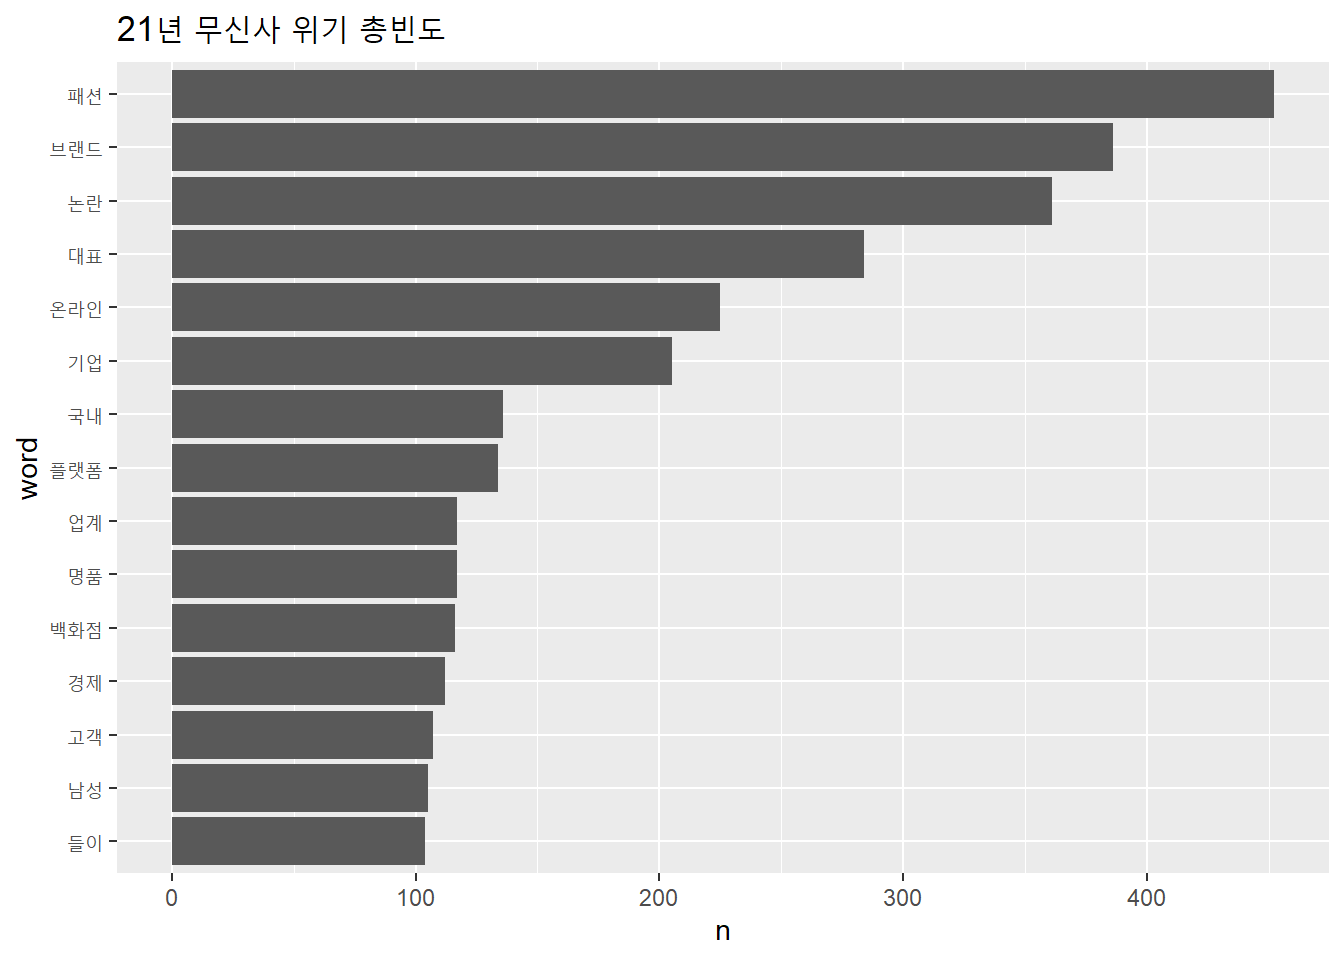 21년 무신사 위기 총빈도
패션
브랜드
논란
대표
온라인
기업
국내
플랫폼
업계
명품
백화점
경제
고객
남성
들이
word
0 100 200 300 400
n